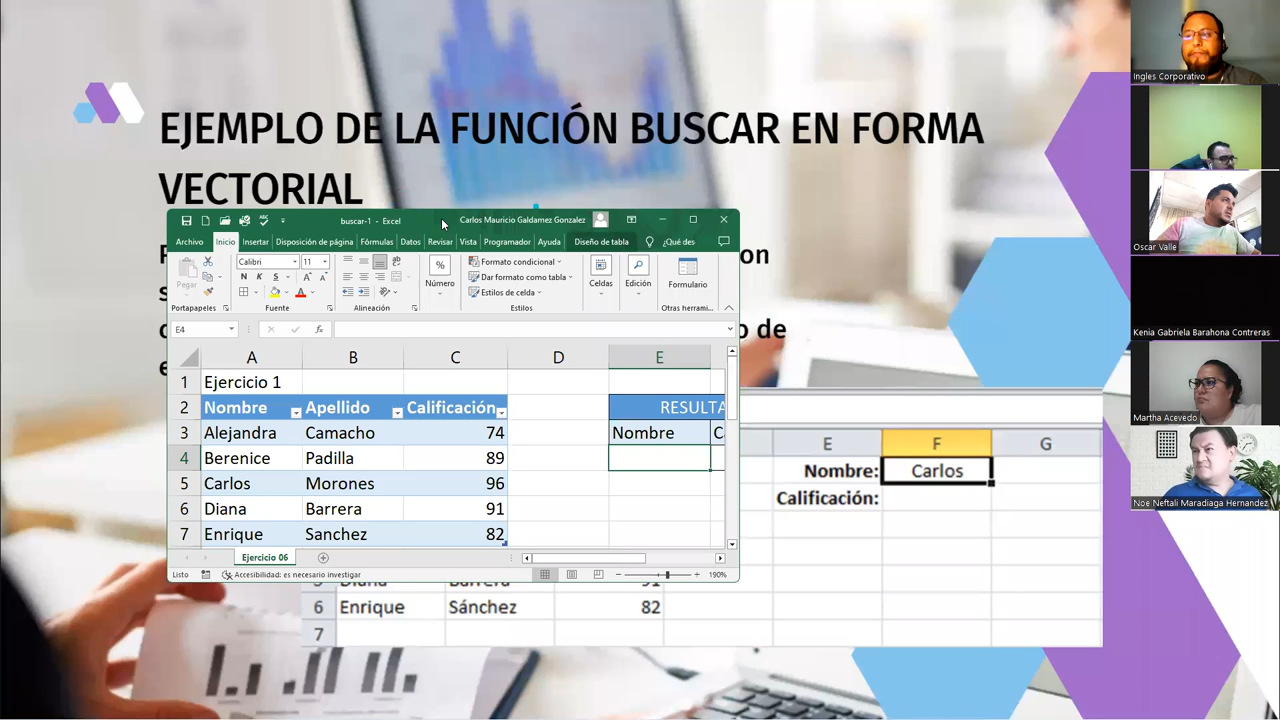 EJEMPLO DE LA FUNCIÓN BUSCAR EN FORMA
VECTORIAL
on
o de
buscar-1 - Excel
Carlos Mauricio Galdamez Gonzalez
Archivo Inicio Insertar Disposición de página Fórmulas Datos Revisar Vista Programador Ayuda Diseño de tabla ¿Qué des
Pegar
Calibri 11
N K S
Número
Formato condicional
Dar formato como tabla
Estilos de celda
Celdas
Edición
Formulario
Portapapeles Fuente Alineación Estilos Otras herrami...
E4
fx
A B C D E
1 Ejercicio 1
2 Nombre Apellido Calificación RESULTA
3 Alejandra Camacho 74 Nombre C
4 Berenice Padilla 89
5 Carlos Morones 96
6 Diana Barrera 91
7 Enrique Sanchez 82
Ejercicio 06
Listo Accesibilidad: es necesario investigar 190%
E F G
Nombre: Carlos
Calificación:
5 Diana Barrera 91
6 Enrique Sánchez 82
7
Ingles Corporativo
Oscar Valle
Kenia Gabriela Barahona Contreras
Martha Acevedo
Noe Neftali Maradiaga Hernandez